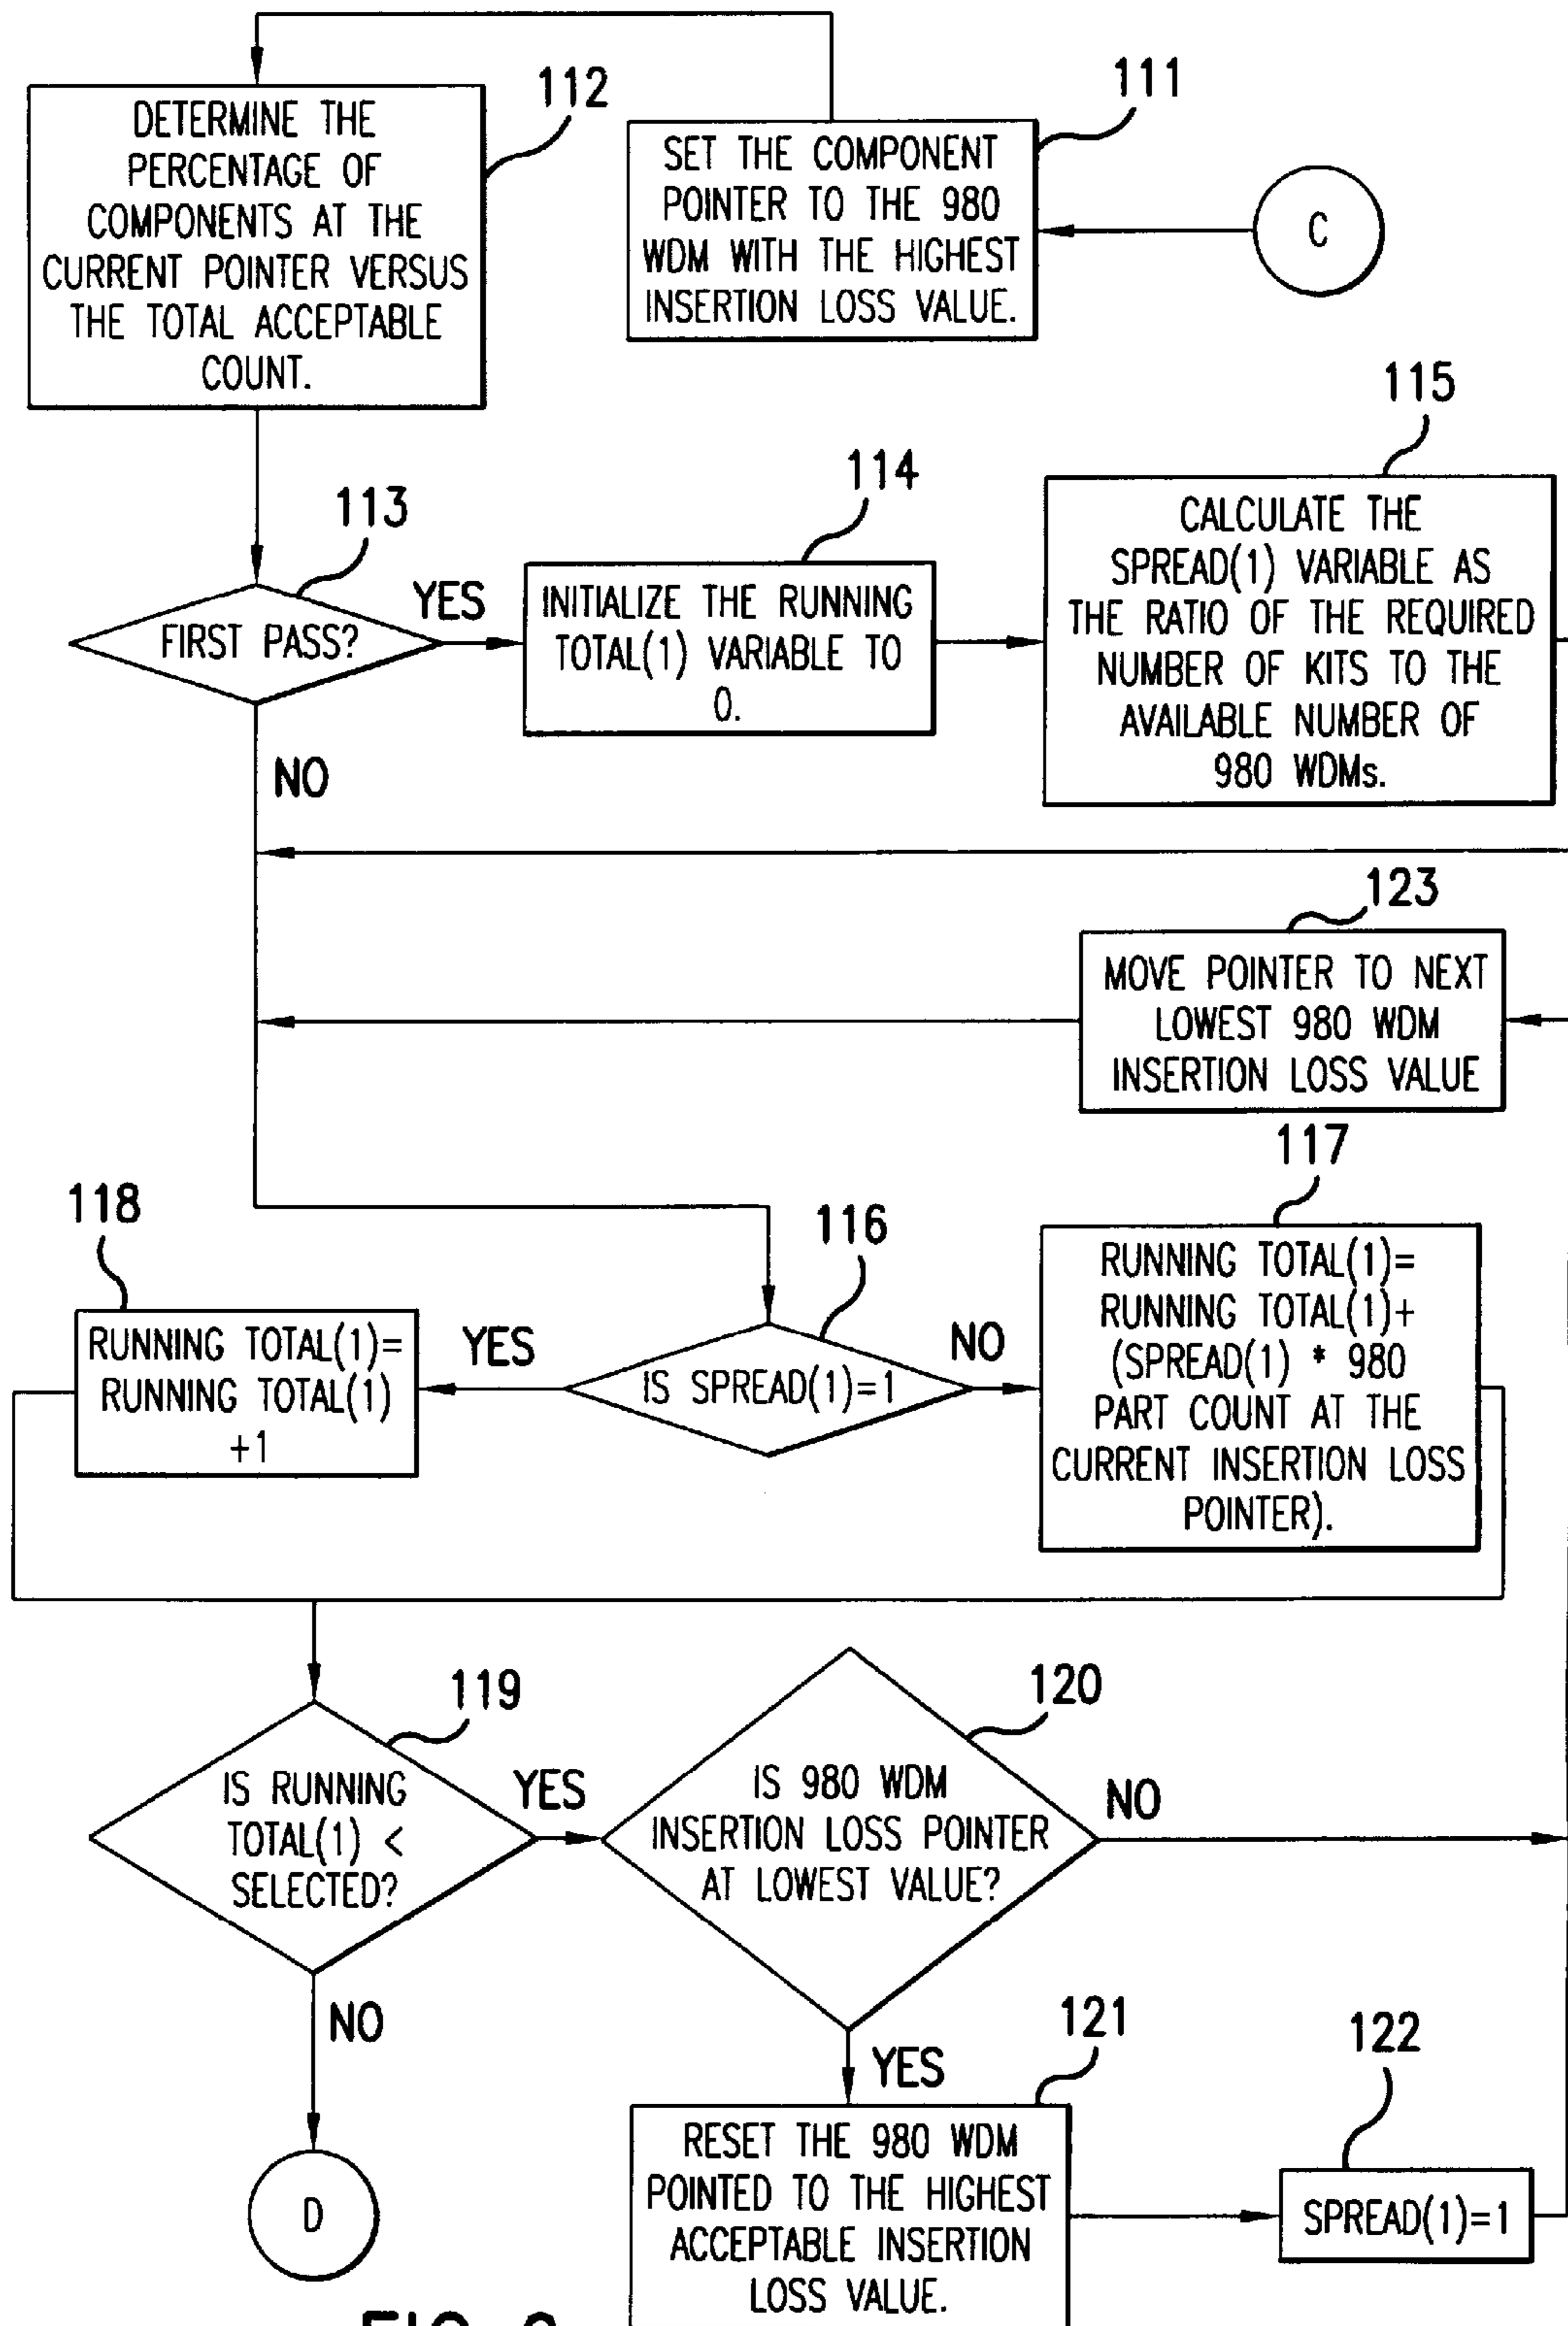 112
DETERMINE THE
PERCENTAGE OF
COMPONENTS AT THE
CURRENT POINTER VERSUS
THE TOTAL ACCEPTABLE
COUNT.
111
SET THE COMPONENT
POINTER TO THE 980
WDM WITH THE HIGHEST
INSERTION LOSS VALUE.
C
113
FIRST PASS?
YES
NO
114
INITIALIZE THE RUNNING
TOTAL(1) VARIABLE TO
0.
115
CALCULATE THE
SPREAD(1) VARIABLE AS
THE RATIO OF THE REQUIRED
NUMBER OF KITS TO THE
AVAILABLE NUMBER OF
980 WDMs.
123
MOVE POINTER TO NEXT
LOWEST 980 WDM
INSERTION LOSS VALUE
118
RUNNING TOTAL(1)=
RUNNING TOTAL(1)
+1
YES
116
IS SPREAD(1)=1
NO
117
RUNNING TOTAL(1)=
RUNNING TOTAL(1)+
(SPREAD(1) * 980
PART COUNT AT THE
CURRENT INSERTION LOSS
POINTER).
119
IS RUNNING
TOTAL(1) <
SELECTED?
YES
NO
D
120
IS 980 WDM
INSERTION LOSS POINTER
AT LOWEST VALUE?
NO
YES
121
RESET THE 980 WDM
POINTED TO THE HIGHEST
ACCEPTABLE INSERTION
LOSS VALUE.
122
SPREAD(1)=1